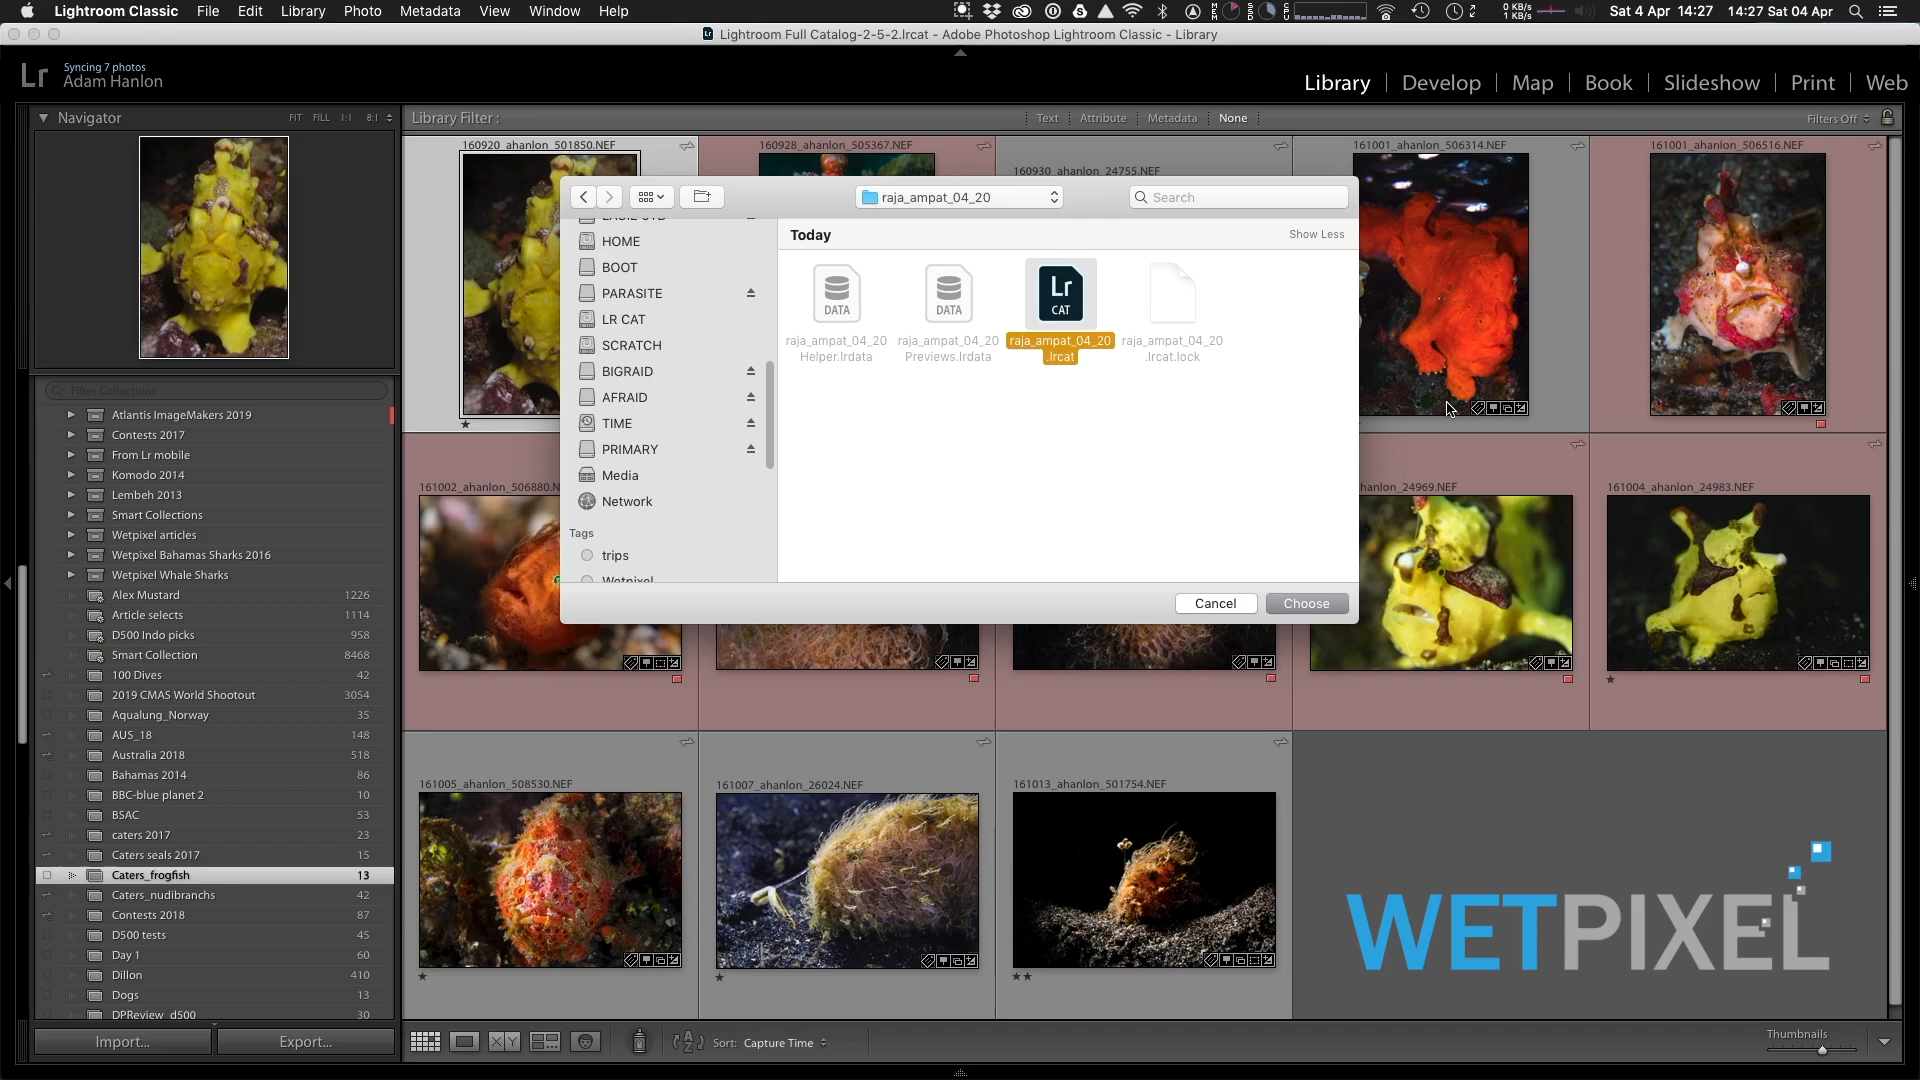 Lightroom Classic File Edit Library Photo Metadata View Window Help
0 KB/s
1 KB/s
Sat 4 Apr 14:27 14:27 Sat 04 Apr
Lightroom Full Catalog-2-5-2.lrcat - Adobe Photoshop Lightroom Classic - Library
Lr
Syncing 7 photos
Adam Hanlon
Library | Develop | Map | Book | Slideshow | Print | Web
Navigator FIT FILL 1:1 8:1
Library Filter : Text Attribute Metadata None Filters Off
160920_ahanlon_501850.NEF
160928_ahanlon_505367.NEF
160930_ahanlon_24755.NEF
161001_ahanlon_506314.NEF
161001_ahanlon_506516.NEF
raja_ampat_04_20
Search
HOME
BOOT
PARASITE
LR CAT
SCRATCH
BIGRAID
AFRAID
TIME
PRIMARY
Media
Network
Tags
trips
Wetpixel
Today
Show Less
DATA
raja_ampat_04_20
Helper.lrdata
DATA
raja_ampat_04_20
Previews.lrdata
Lr
CAT
raja_ampat_04_20
.lrcat
raja_ampat_04_20
.lrcat.lock
Cancel
Choose
Filter Collections
Atlantis ImageMakers 2019
Contests 2017
From Lr mobile
Komodo 2014
Lembeh 2013
Smart Collections
Wetpixel articles
Wetpixel Bahamas Sharks 2016
Wetpixel Whale Sharks
Alex Mustard 1226
Article selects 1114
D500 Indo picks 958
Smart Collection 8468
100 Dives 42
2019 CMAS World Shootout 3054
Aqualung_Norway 35
AUS_18 148
Australia 2018 518
Bahamas 2014 86
BBC-blue planet 2 10
BSAC 53
caters 2017 23
Caters seals 2017 15
Caters_frogfish 13
Caters_nudibranchs 42
Contests 2018 87
D500 tests 45
Day 1 60
Dillon 410
Dogs 13
DPReview_d500 30
161002_ahanlon_506880.N
hanlon_24969.NEF
161004_ahanlon_24983.NEF
161005_ahanlon_508530.NEF
161007_ahanlon_26024.NEF
161013_ahanlon_501754.NEF
WETPIXEL
Import...
Export...
XY
Sort: Capture Time
Thumbnails